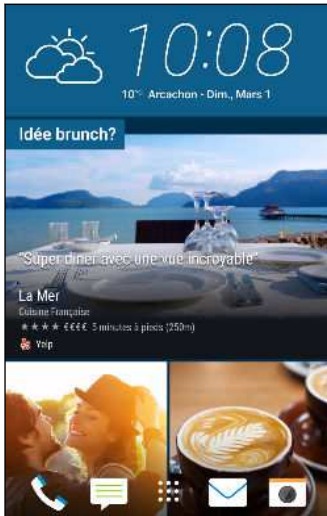 10:08
10°C Arcachon - Dim., Mars 1
Idée brunch?
"Super dîner avec une vue incroyable"
La Mer
Cuisine Française
★★★★ €€€€ 5 minutes à pieds (250m)
Yelp